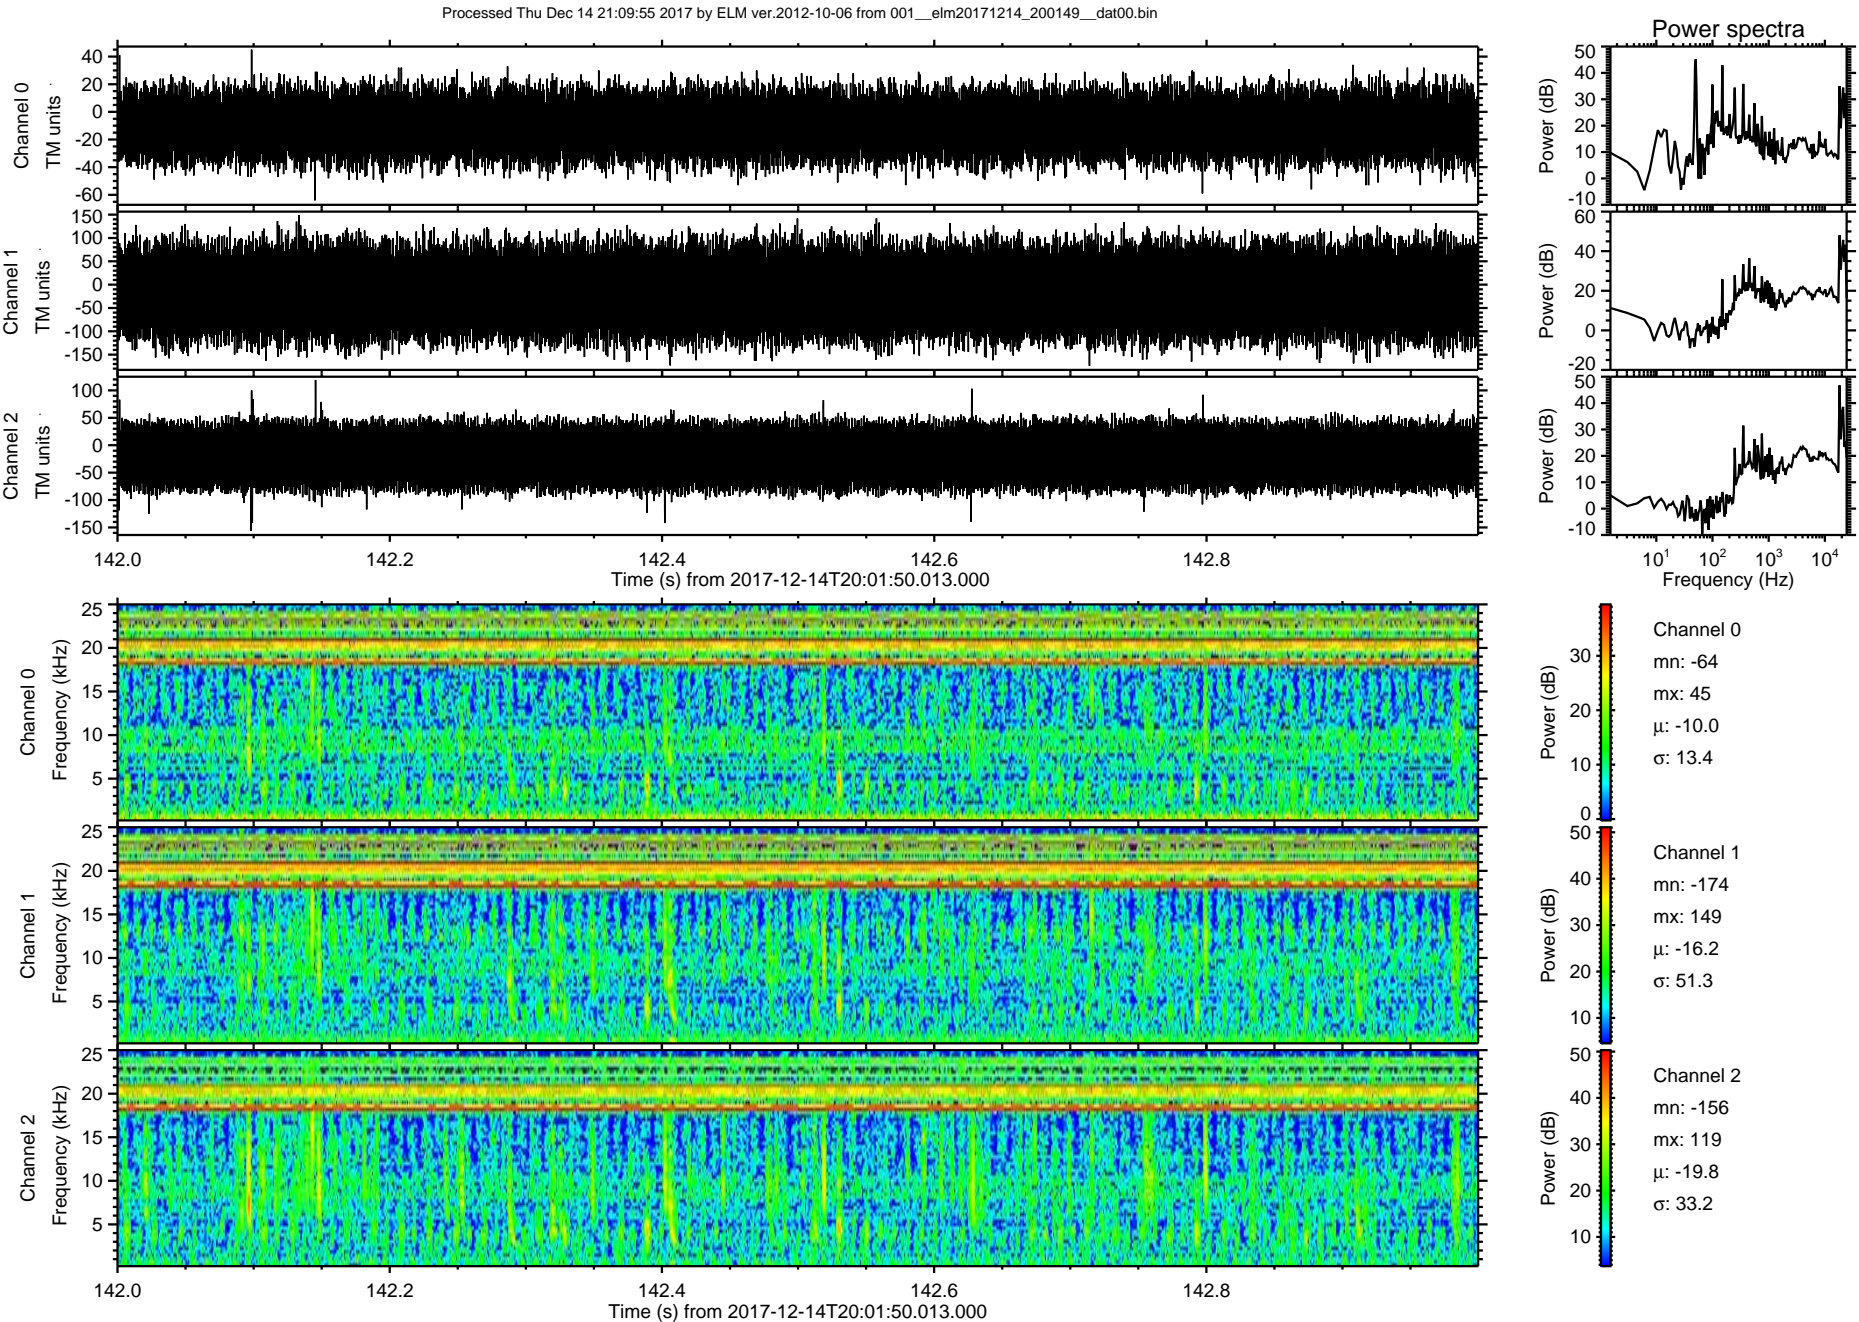 Processed Thu Dec 14 21:09:55 2017 by ELM ver.2012-10-06 from 001__elm20171214_200149__dat00.bin
Power spectra
Channel 0
TM units
40
20
0
-20
-40
-60
Power (dB)
50
40
30
20
10
0
-10
Channel 1
TM units
150
100
50
0
-50
-100
-150
Power (dB)
60
40
20
0
-20
Channel 2
TM units
100
50
0
-50
-100
-150
Power (dB)
50
40
30
20
10
0
-10
142.0 142.2 142.4 142.6 142.8
Time (s) from 2017-12-14T20:01:50.013.000
10^1 10^2 10^3 10^4
Frequency (Hz)
Channel 0
Frequency (kHz)
25
20
15
10
5
Power (dB)
30
20
10
0
Channel 0
mn: -64
mx: 45
μ: -10.0
σ: 13.4
Channel 1
Frequency (kHz)
25
20
15
10
5
Power (dB)
50
40
30
20
10
Channel 1
mn: -174
mx: 149
μ: -16.2
σ: 51.3
Channel 2
Frequency (kHz)
25
20
15
10
5
Power (dB)
50
40
30
20
10
Channel 2
mn: -156
mx: 119
μ: -19.8
σ: 33.2
142.0 142.2 142.4 142.6 142.8
Time (s) from 2017-12-14T20:01:50.013.000